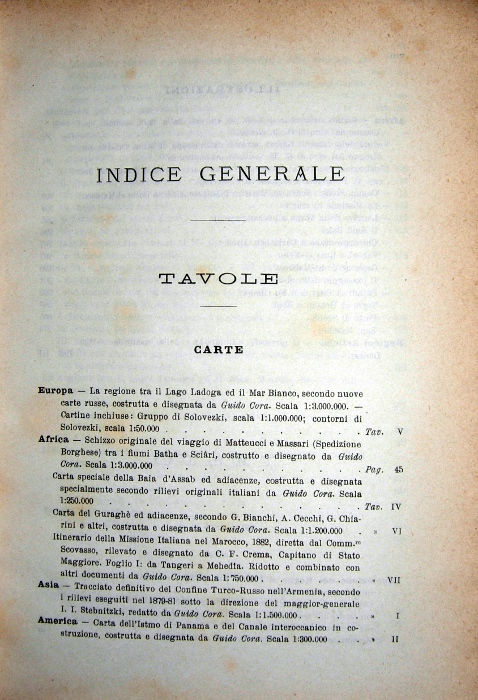 INDICE GENERALE
TAVOLE
CARTE
Europa — La regione tra il Lago Ladoga ed il Mar Bianco, secondo nuove
carte russe, costrutta e disegnata da Guido Cora. Scala 1:3.000.000. —
Cartine inchiuse: Gruppo di Solovezki, scala 1:1.000.000; contorni di
Solovezki, scala 1:50.000 . . . . . . . . . . Tav. V
Africa — Schizzo originale del viaggio di Matteucci e Massari (Spedizione
Borghese) tra i fiumi Batha e Sciâri, costrutto e disegnato da Guido
Cora. Scala 1:3.000.000 . . . . . . . . . . Pag. 45
Carta speciale della Baia d'Assab ed adiacenze, costrutta e disegnata
specialmente secondo rilievi originali italiani da Guido Cora. Scala
1:250.000 . . . . . . . . . . Tav. IV
Carta del Guraghè ed adiacenze, secondo G. Bianchi, A. Cecchi, G. Chia-
rini e altri, costrutta e disegnata da Guido Cora. Scala 1:1.200.000 . » VI
Itinerario della Missione Italiana nel Marocco, 1882, diretta dal Comm.re
Scovasso, rilevato e disegnato da C. F. Crema, Capitano di Stato
Maggiore. Foglio I: da Tangeri a Mehedia. Ridotto e combinato con
altri documenti da Guido Cora. Scala 1:750.000 . . . . . » VII
Asia — Tracciato definitivo del Confine Turco-Russo nell'Armenia, secondo
i rilievi eseguiti nel 1879-81 sotto la direzione del maggior-generale
I. I. Stebnitzki, redatto da Guido Cora. Scala 1:1.500.000 . . . . » I
America — Carta dell'Istmo di Panama e del Canale interoceanico in co-
struzione, costrutta e disegnata da Guido Cora. Scala 1:300.000 . . » II